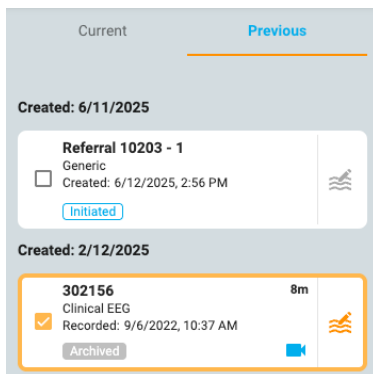 Current Previous
Created: 6/11/2025
Referral 10203 - 1
Generic
Created: 6/12/2025, 2:56 PM
Initiated
Created: 2/12/2025
302156 8m
Clinical EEG
Recorded: 9/6/2022, 10:37 AM
Archived